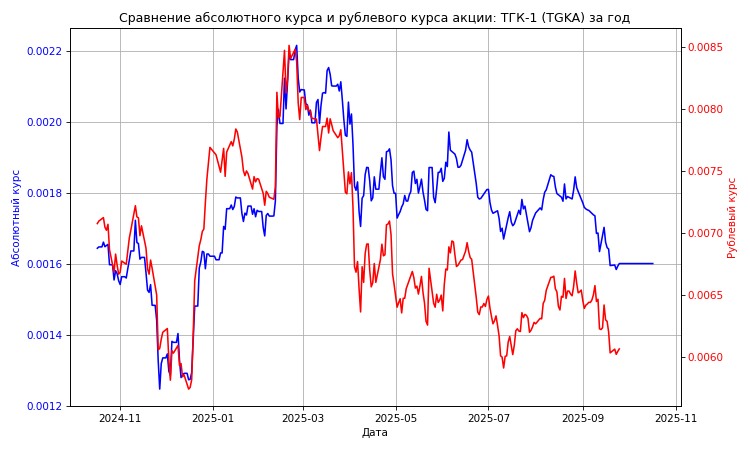 Сравнение абсолютного курса и рублевого курса акции: ТГК-1 (TGKA) за год
0.0022
0.0020
0.0018
0.0016
0.0014
0.0012
Абсолютный курс
0.0085
0.0080
0.0075
0.0070
0.0065
0.0060
Рублевый курс
2024-11 2025-01 2025-03 2025-05 2025-07 2025-09 2025-11
Дата